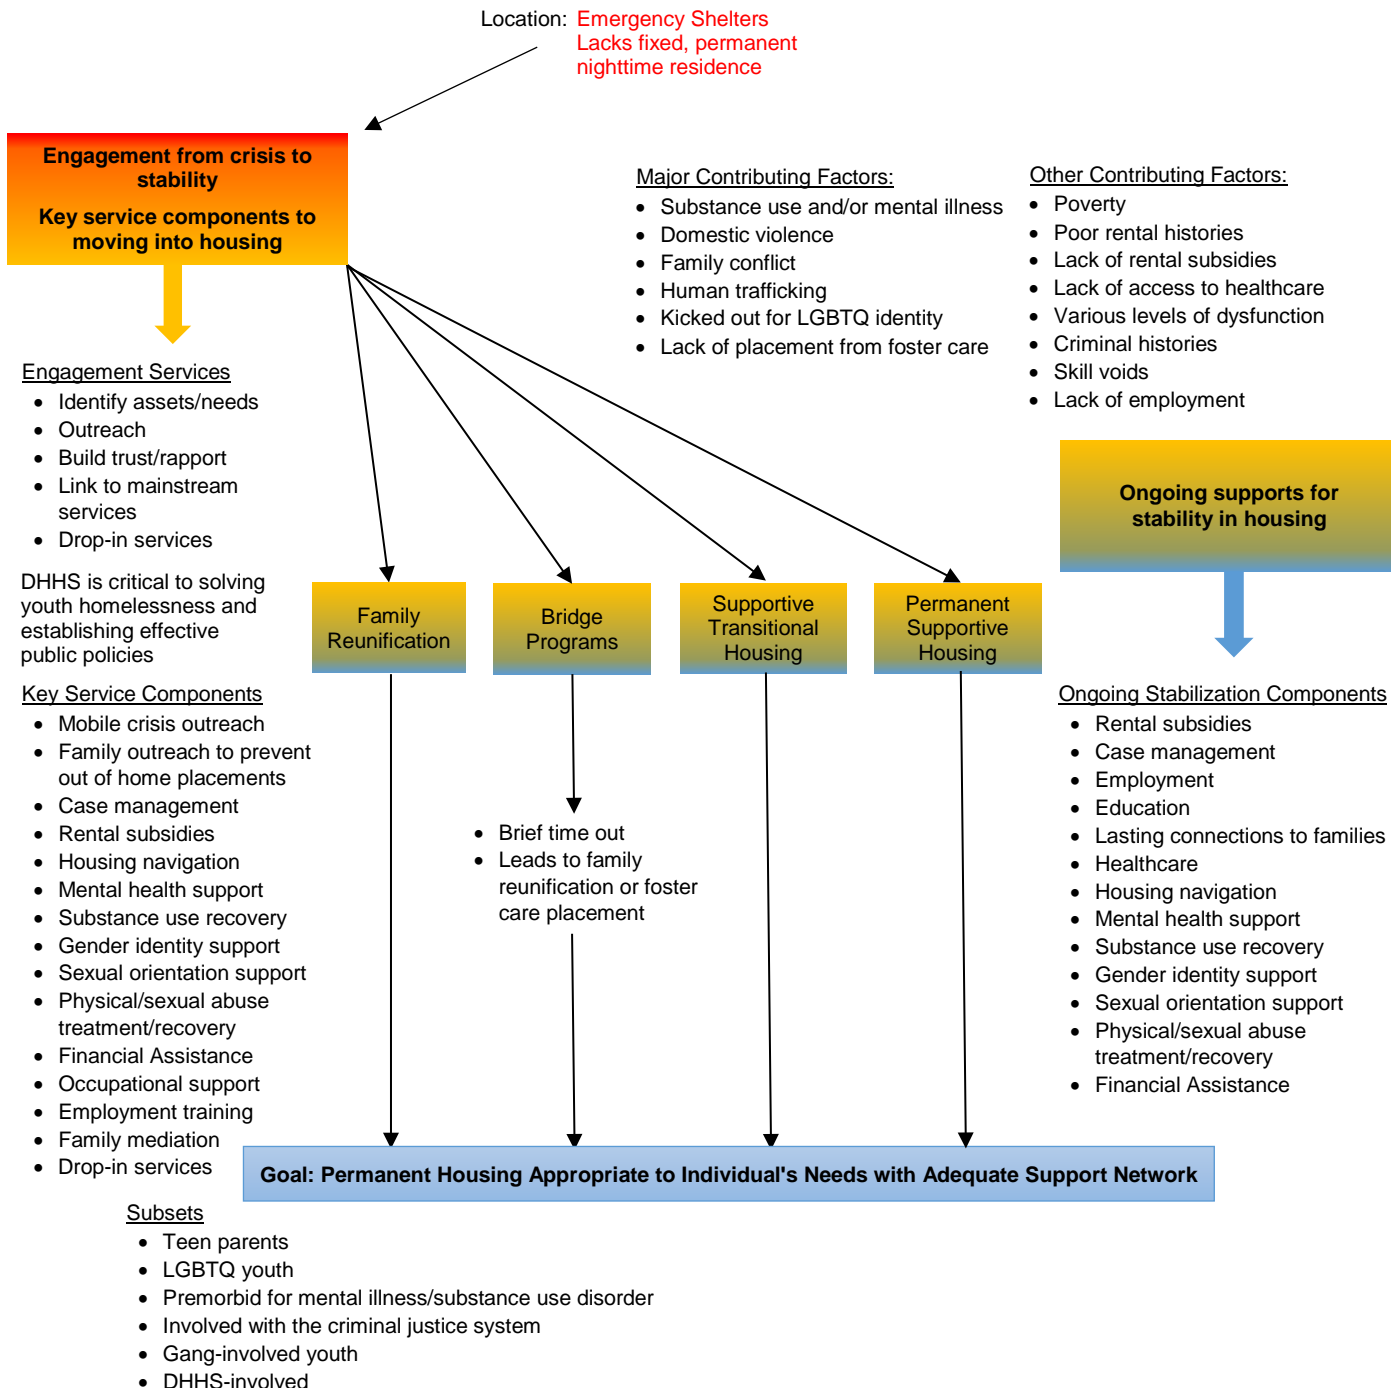 Location: Emergency Shelters
Lacks fixed, permanent
nighttime residence
Engagement from crisis to
stability
Key service components to
moving into housing
Major Contributing Factors:
• Substance use and/or mental illness
• Domestic violence
• Family conflict
• Human trafficking
• Kicked out for LGBTQ identity
• Lack of placement from foster care
Other Contributing Factors:
• Poverty
• Poor rental histories
• Lack of rental subsidies
• Lack of access to healthcare
• Various levels of dysfunction
• Criminal histories
• Skill voids
• Lack of employment
Engagement Services
• Identify assets/needs
• Outreach
• Build trust/rapport
• Link to mainstream
services
• Drop-in services
DHHS is critical to solving
youth homelessness and
establishing effective
public policies
Family
Reunification
Bridge
Programs
Supportive
Transitional
Housing
Permanent
Supportive
Housing
Ongoing supports for
stability in housing
Key Service Components
• Mobile crisis outreach
• Family outreach to prevent
out of home placements
• Case management
• Rental subsidies
• Housing navigation
• Mental health support
• Substance use recovery
• Gender identity support
• Sexual orientation support
• Physical/sexual abuse
treatment/recovery
• Financial Assistance
• Occupational support
• Employment training
• Family mediation
• Drop-in services
• Brief time out
• Leads to family
reunification or foster
care placement
Ongoing Stabilization Components
• Rental subsidies
• Case management
• Employment
• Education
• Lasting connections to families
• Healthcare
• Housing navigation
• Mental health support
• Substance use recovery
• Gender identity support
• Sexual orientation support
• Physical/sexual abuse
treatment/recovery
• Financial Assistance
Goal: Permanent Housing Appropriate to Individual's Needs with Adequate Support Network
Subsets
• Teen parents
• LGBTQ youth
• Premorbid for mental illness/substance use disorder
• Involved with the criminal justice system
• Gang-involved youth
• DHHS-involved